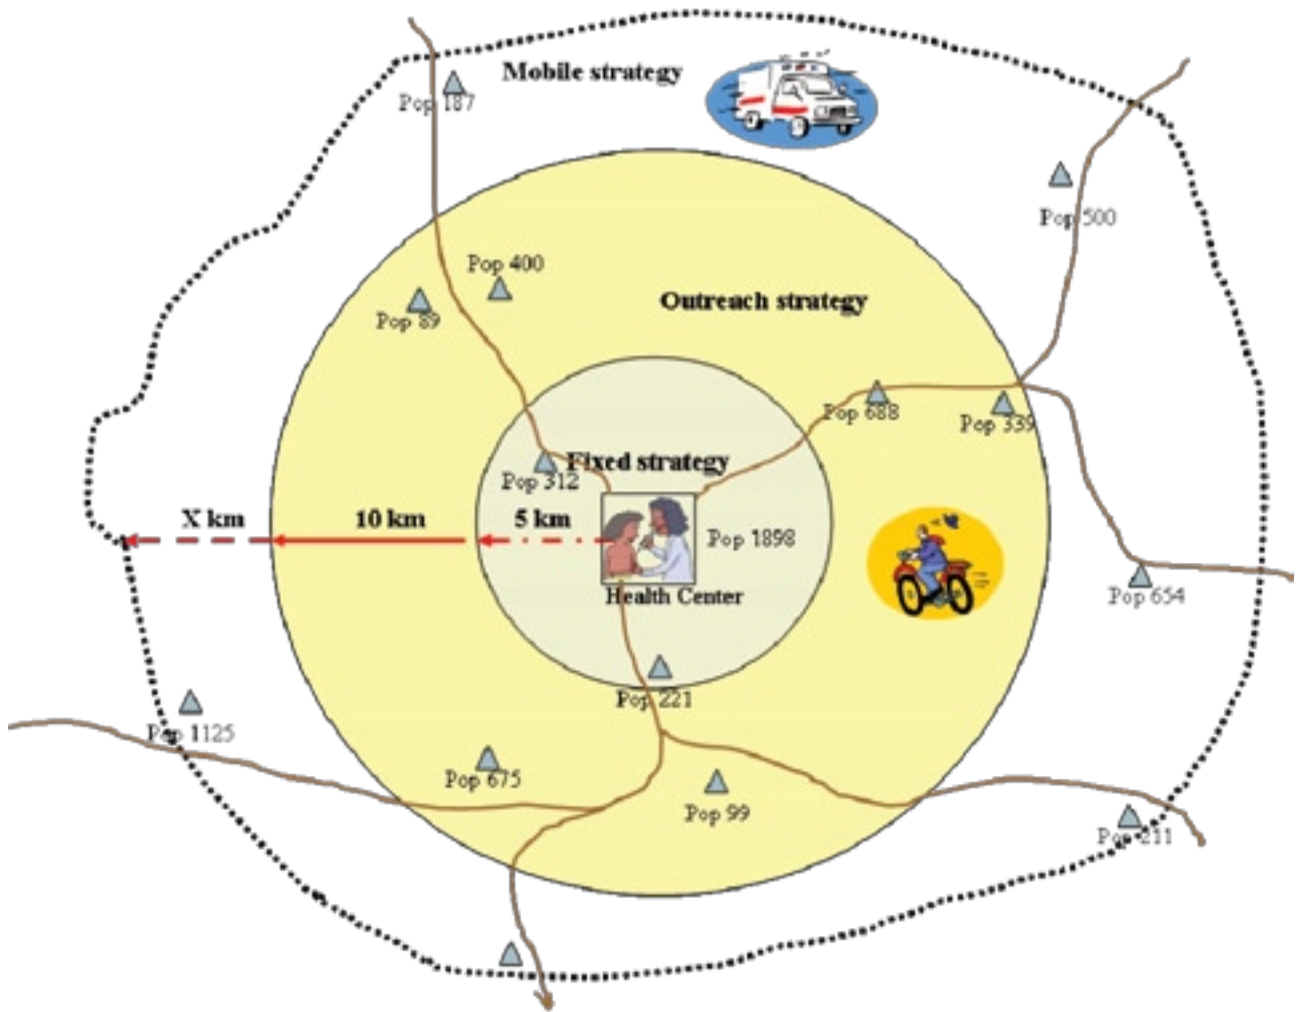 Mobile strategy
Pop 187
Pop 500
Pop 400
Outreach strategy
Pop 89
Pop 688
Pop 339
Fixed strategy
Pop 312
X km
10 km
5 km
Pop 1898
Health Center
Pop 654
Pop 221
Pop 1125
Pop 675
Pop 99
Pop 211